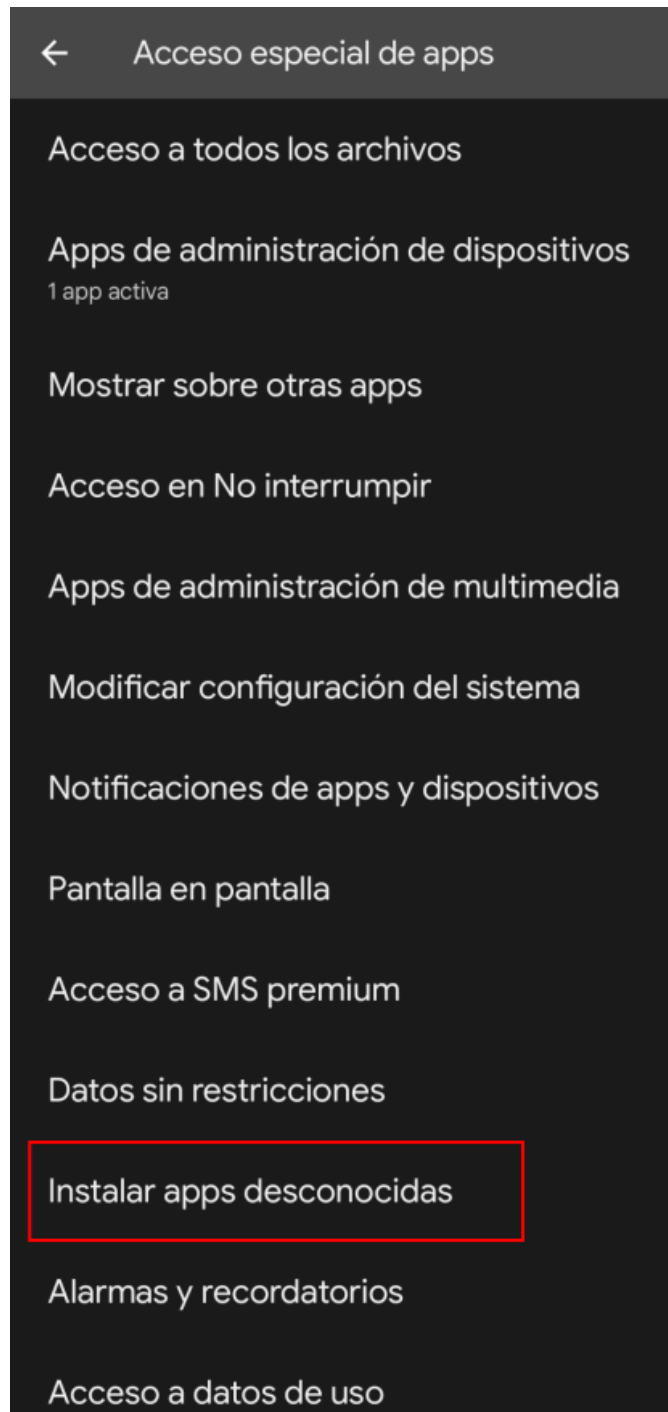 Acceso especial de apps
Acceso a todos los archivos
Apps de administración de dispositivos
1 app activa
Mostrar sobre otras apps
Acceso en No interrumpir
Apps de administración de multimedia
Modificar configuración del sistema
Notificaciones de apps y dispositivos
Pantalla en pantalla
Acceso a SMS premium
Datos sin restricciones
Instalar apps desconocidas
Alarmas y recordatorios
Acceso a datos de uso